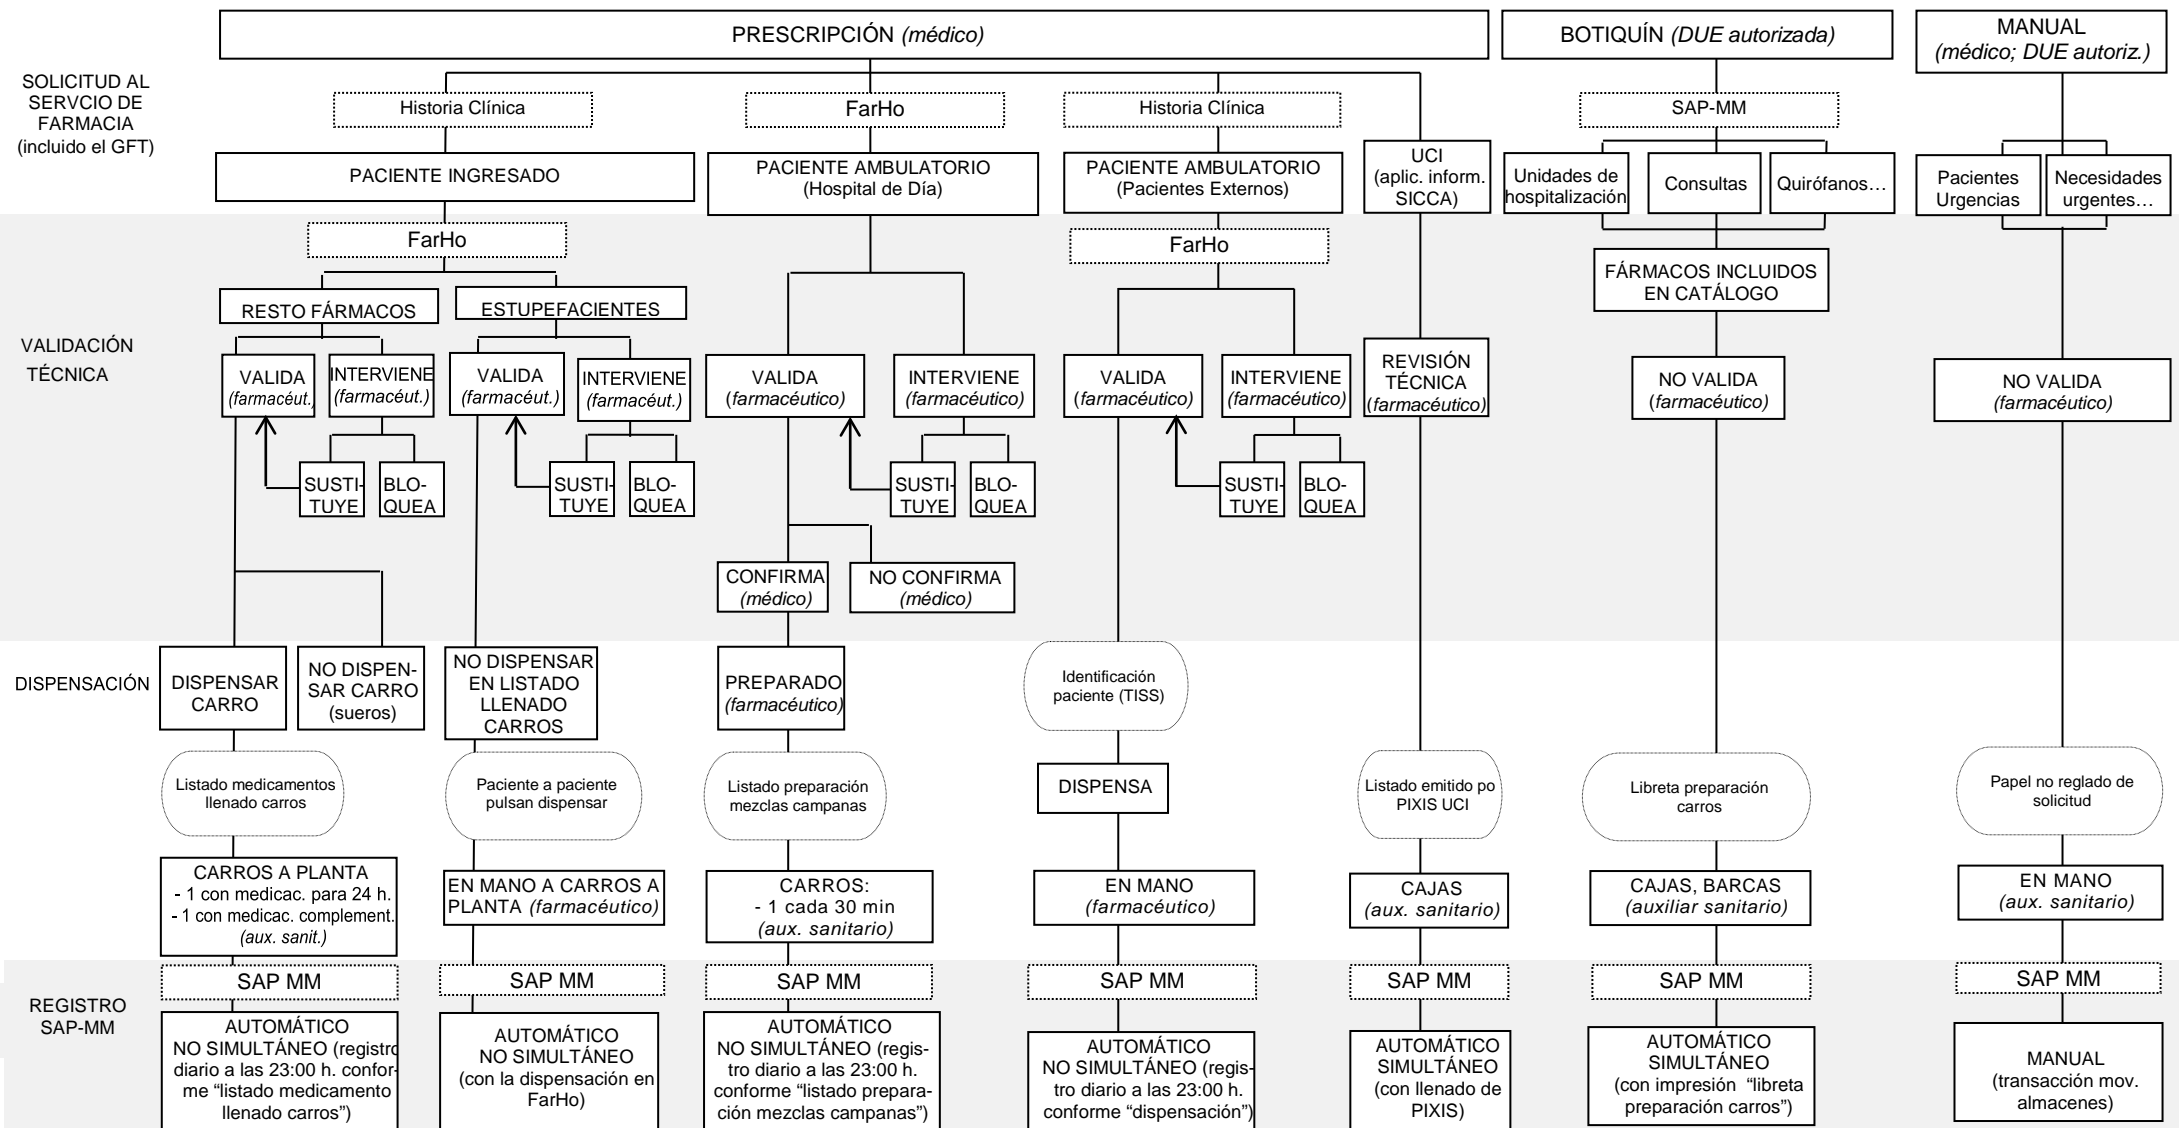 PRESCRIPCIÓN (médico)
BOTIQUÍN (DUE autorizada)
MANUAL
(médico; DUE autoriz.)
SOLICITUD AL
SERVCIO DE
FARMACIA
(incluido el GFT)
Historia Clínica
FarHo
Historia Clínica
SAP-MM
PACIENTE INGRESADO
PACIENTE AMBULATORIO
(Hospital de Día)
PACIENTE AMBULATORIO
(Pacientes Externos)
UCI
(aplic. inform.
SICCA)
Unidades de
hospitalización
Consultas
Quirófanos…
Pacientes
Urgencias
Necesidades
urgentes…
VALIDACIÓN
TÉCNICA
FarHo
FarHo
RESTO FÁRMACOS
ESTUPEFACIENTES
FÁRMACOS INCLUIDOS
EN CATÁLOGO
VALIDA
(farmacéut.)
INTERVIENE
(farmacéut.)
VALIDA
(farmacéut.)
INTERVIENE
(farmacéut.)
VALIDA
(farmacéutico)
INTERVIENE
(farmacéutico)
VALIDA
(farmacéutico)
INTERVIENE
(farmacéutico)
REVISIÓN
TÉCNICA
(farmacéutico)
NO VALIDA
(farmacéutico)
NO VALIDA
(farmacéutico)
SUSTI-
TUYE
BLO-
QUEA
SUSTI-
TUYE
BLO-
QUEA
SUSTI-
TUYE
BLO-
QUEA
SUSTI-
TUYE
BLO-
QUEA
CONFIRMA
(médico)
NO CONFIRMA
(médico)
DISPENSACIÓN
DISPENSAR
CARRO
NO DISPEN-
SAR CARRO
(sueros)
NO DISPENSAR
EN LISTADO
LLENADO
CARROS
PREPARADO
(farmacéutico)
Identificación
paciente (TISS)
Listado medicamentos
llenado carros
Paciente a paciente
pulsan dispensar
Listado preparación
mezclas campanas
DISPENSA
Listado emitido po
PIXIS UCI
Libreta preparación
carros
Papel no reglado de
solicitud
CARROS A PLANTA
- 1 con medicac. para 24 h.
- 1 con medicac. complement.
(aux. sanit.)
EN MANO A CARROS A
PLANTA (farmacéutico)
CARROS:
- 1 cada 30 min
(aux. sanitario)
EN MANO
(farmacéutico)
CAJAS
(aux. sanitario)
CAJAS, BARCAS
(auxiliar sanitario)
EN MANO
(aux. sanitario)
REGISTRO
SAP-MM
SAP MM
SAP MM
SAP MM
SAP MM
SAP MM
SAP MM
SAP MM
AUTOMÁTICO
NO SIMULTÁNEO (registro
diario a las 23:00 h. confor-
me “listado medicamento
llenado carros”)
AUTOMÁTICO
NO SIMULTÁNEO
(con la dispensación en
FarHo)
AUTOMÁTICO
NO SIMULTÁNEO (regis-
tro diario a las 23:00 h.
conforme “listado prepara-
ción mezclas campanas”)
AUTOMÁTICO
NO SIMULTÁNEO (regis-
tro diario a las 23:00 h.
conforme “dispensación”)
AUTOMÁTICO
SIMULTÁNEO
(con llenado de
PIXIS)
AUTOMÁTICO
SIMULTÁNEO
(con impresión “libreta
preparación carros”)
MANUAL
(transacción mov.
almacenes)